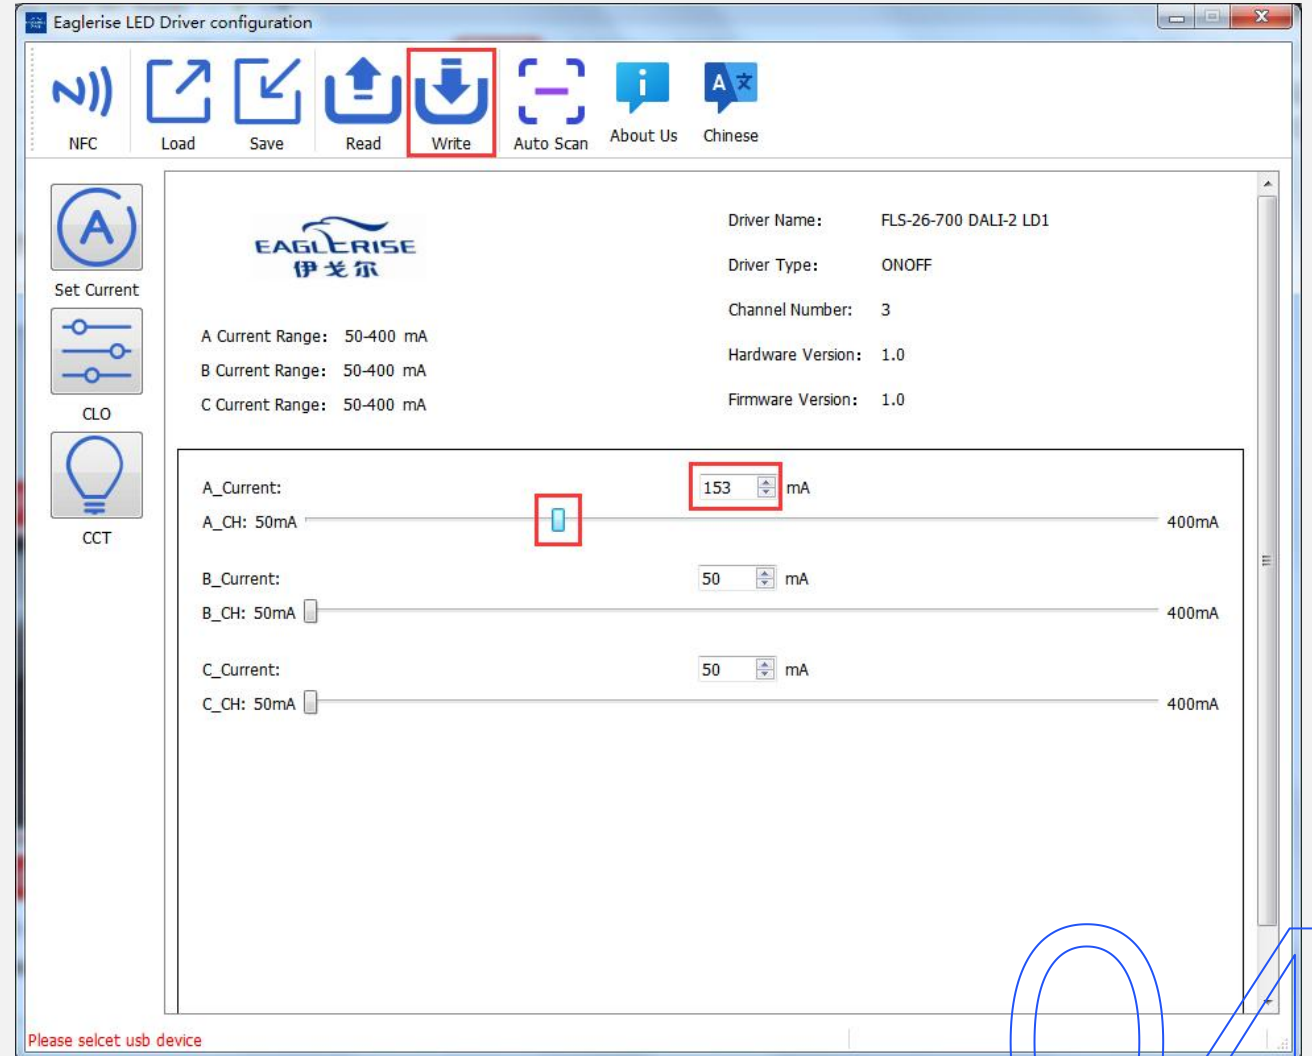 Eaglerise LED Driver configuration
NFC
Load
Save
Read
Write
Auto Scan
About Us
Chinese
Set Current
CLO
CCT
EAGLERISE
伊戈尔
A Current Range: 50-400 mA
B Current Range: 50-400 mA
C Current Range: 50-400 mA
Driver Name: FLS-26-700 DALI-2 LD1
Driver Type: ONOFF
Channel Number: 3
Hardware Version: 1.0
Firmware Version: 1.0
A_Current: 153 mA
A_CH: 50mA 400mA
B_Current: 50 mA
B_CH: 50mA 400mA
C_Current: 50 mA
C_CH: 50mA 400mA
Please selcet usb device